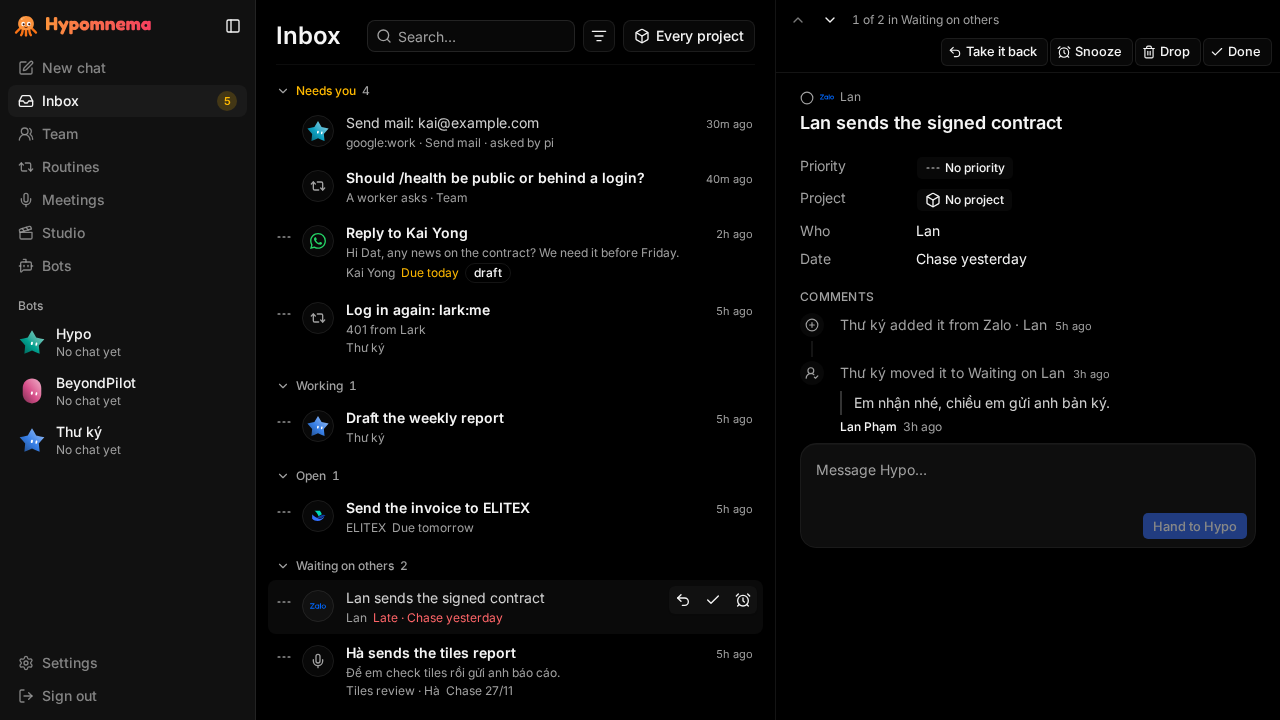 Hypomnema
New chat
Inbox
5
Team
Routines
Meetings
Studio
Bots
Bots
Hypo
No chat yet
BeyondPilot
No chat yet
Thư ký
No chat yet
Settings
Sign out
Inbox
Search...
Every project
Needs you 4
Send mail: kai@example.com
30m ago
google:work · Send mail · asked by pi
Should /health be public or behind a login?
40m ago
A worker asks · Team
Reply to Kai Yong
2h ago
Hi Dat, any news on the contract? We need it before Friday.
Kai Yong Due today draft
Log in again: lark:me
5h ago
401 from Lark
Thư ký
Working 1
Draft the weekly report
5h ago
Thư ký
Open 1
Send the invoice to ELITEX
5h ago
ELITEX Due tomorrow
Waiting on others 2
Zalo
Lan sends the signed contract
Lan Late · Chase yesterday
Hà sends the tiles report
5h ago
Để em check tiles rồi gửi anh báo cáo.
Tiles review · Hà Chase 27/11
1 of 2 in Waiting on others
Take it back
Snooze
Drop
Done
Zalo Lan
Lan sends the signed contract
Priority
No priority
Project
No project
Who
Lan
Date
Chase yesterday
COMMENTS
Thư ký added it from Zalo · Lan 5h ago
Thư ký moved it to Waiting on Lan 3h ago
Em nhận nhé, chiều em gửi anh bản ký.
Lan Phạm 3h ago
Message Hypo...
Hand to Hypo